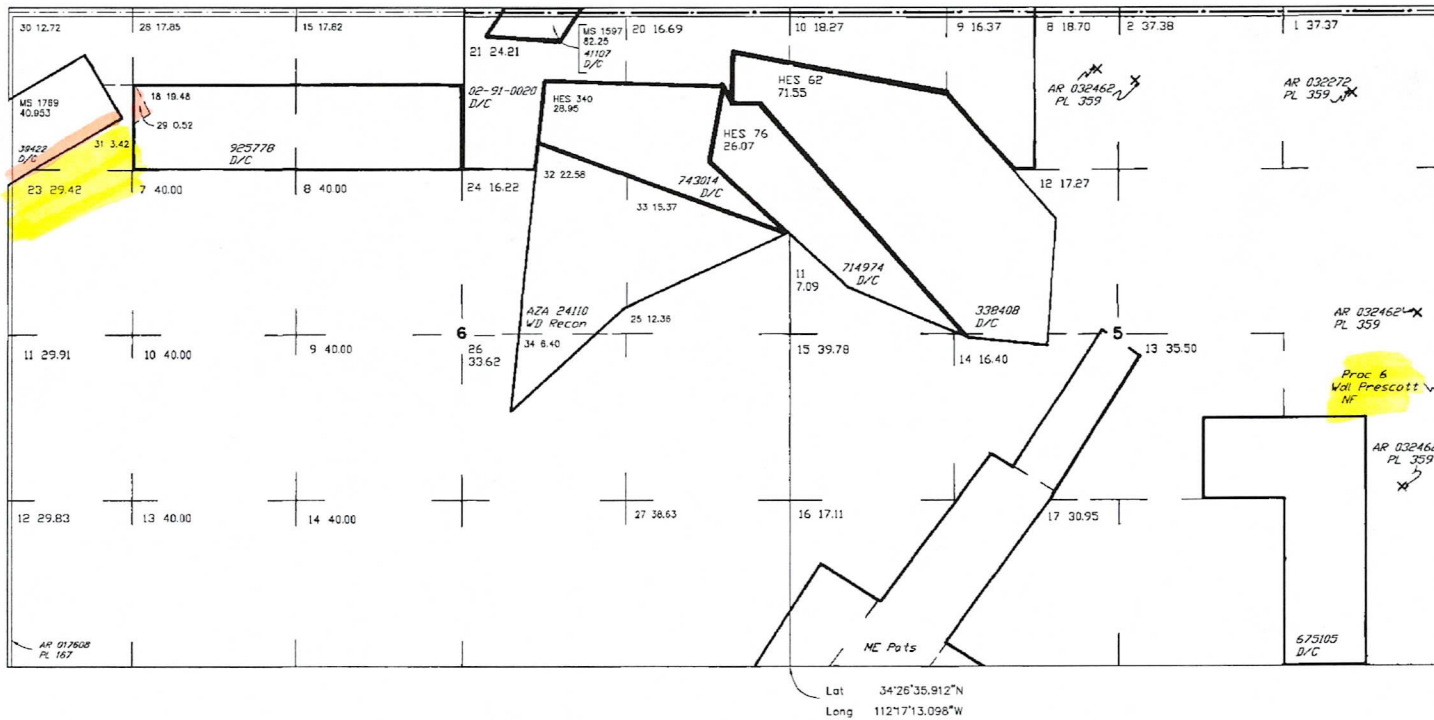 30 12.72
28 17.85
15 17.82
21 24.21
MS 1597
82.25
41107
D/C
20 16.69
10 18.27
9 16.37
8 18.70
2 37.38
1 37.37
MS 1789
40.953
39422
D/C
31 3.42
18 19.48
29 0.52
925778
D/C
02-91-0020
D/C
HES 340
28.95
HES 76
26.07
HES 62
71.55
AR 032462
PL 359
AR 032272
PL 359
23 29.42
7 40.00
8 40.00
24 16.22
32 22.58
33 15.37
743014
D/C
12 17.27
11
7.09
714974
D/C
338408
D/C
AZA 24110
WD Recon
25 12.36
34 6.40
6
5
AR 032462
PL 359
11 29.91
10 40.00
9 40.00
26
33.62
15 39.78
14 16.40
13 35.50
Proc 6
Wdl Prescott
NF
AR 032462
PL 359
12 29.83
13 40.00
14 40.00
27 38.63
16 17.11
17 30.95
AR 017608
PL 167
ME Pats
675105
D/C
Lat 34°26'35.912"N
Long 112°17'13.098"W